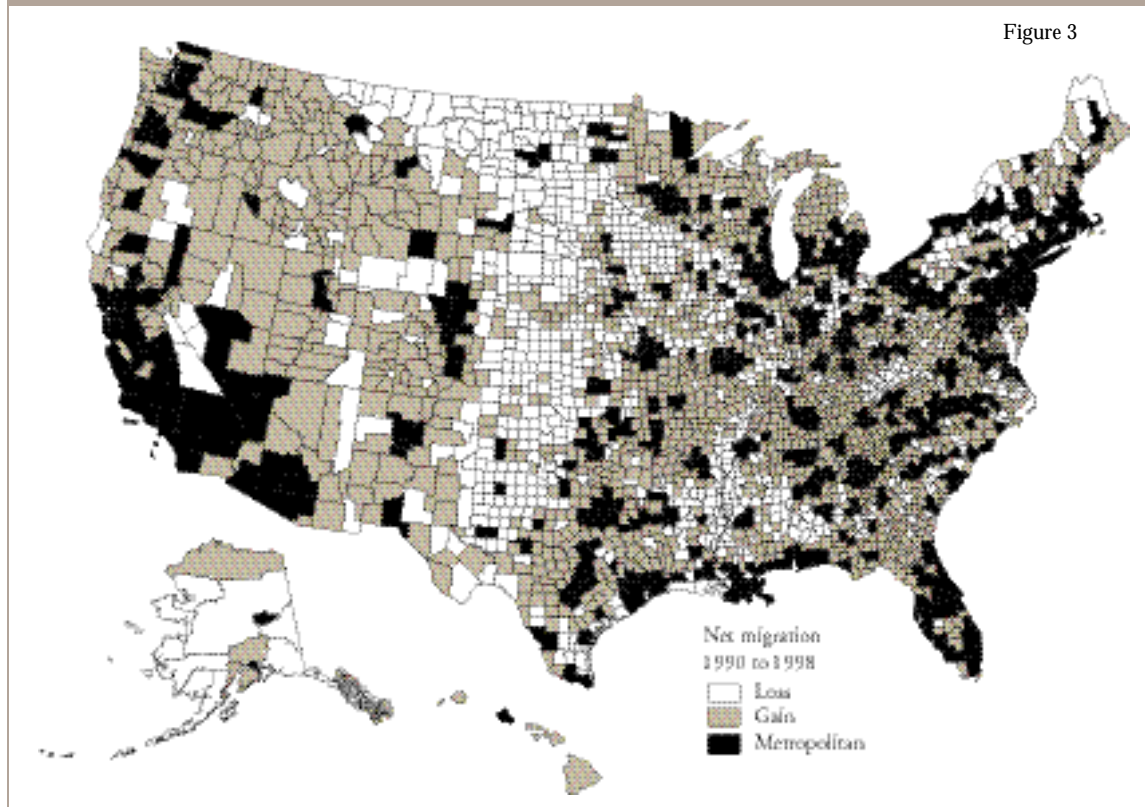 Figure 3
Net migration
1990 to 1998
Loss
Gain
Metropolitan